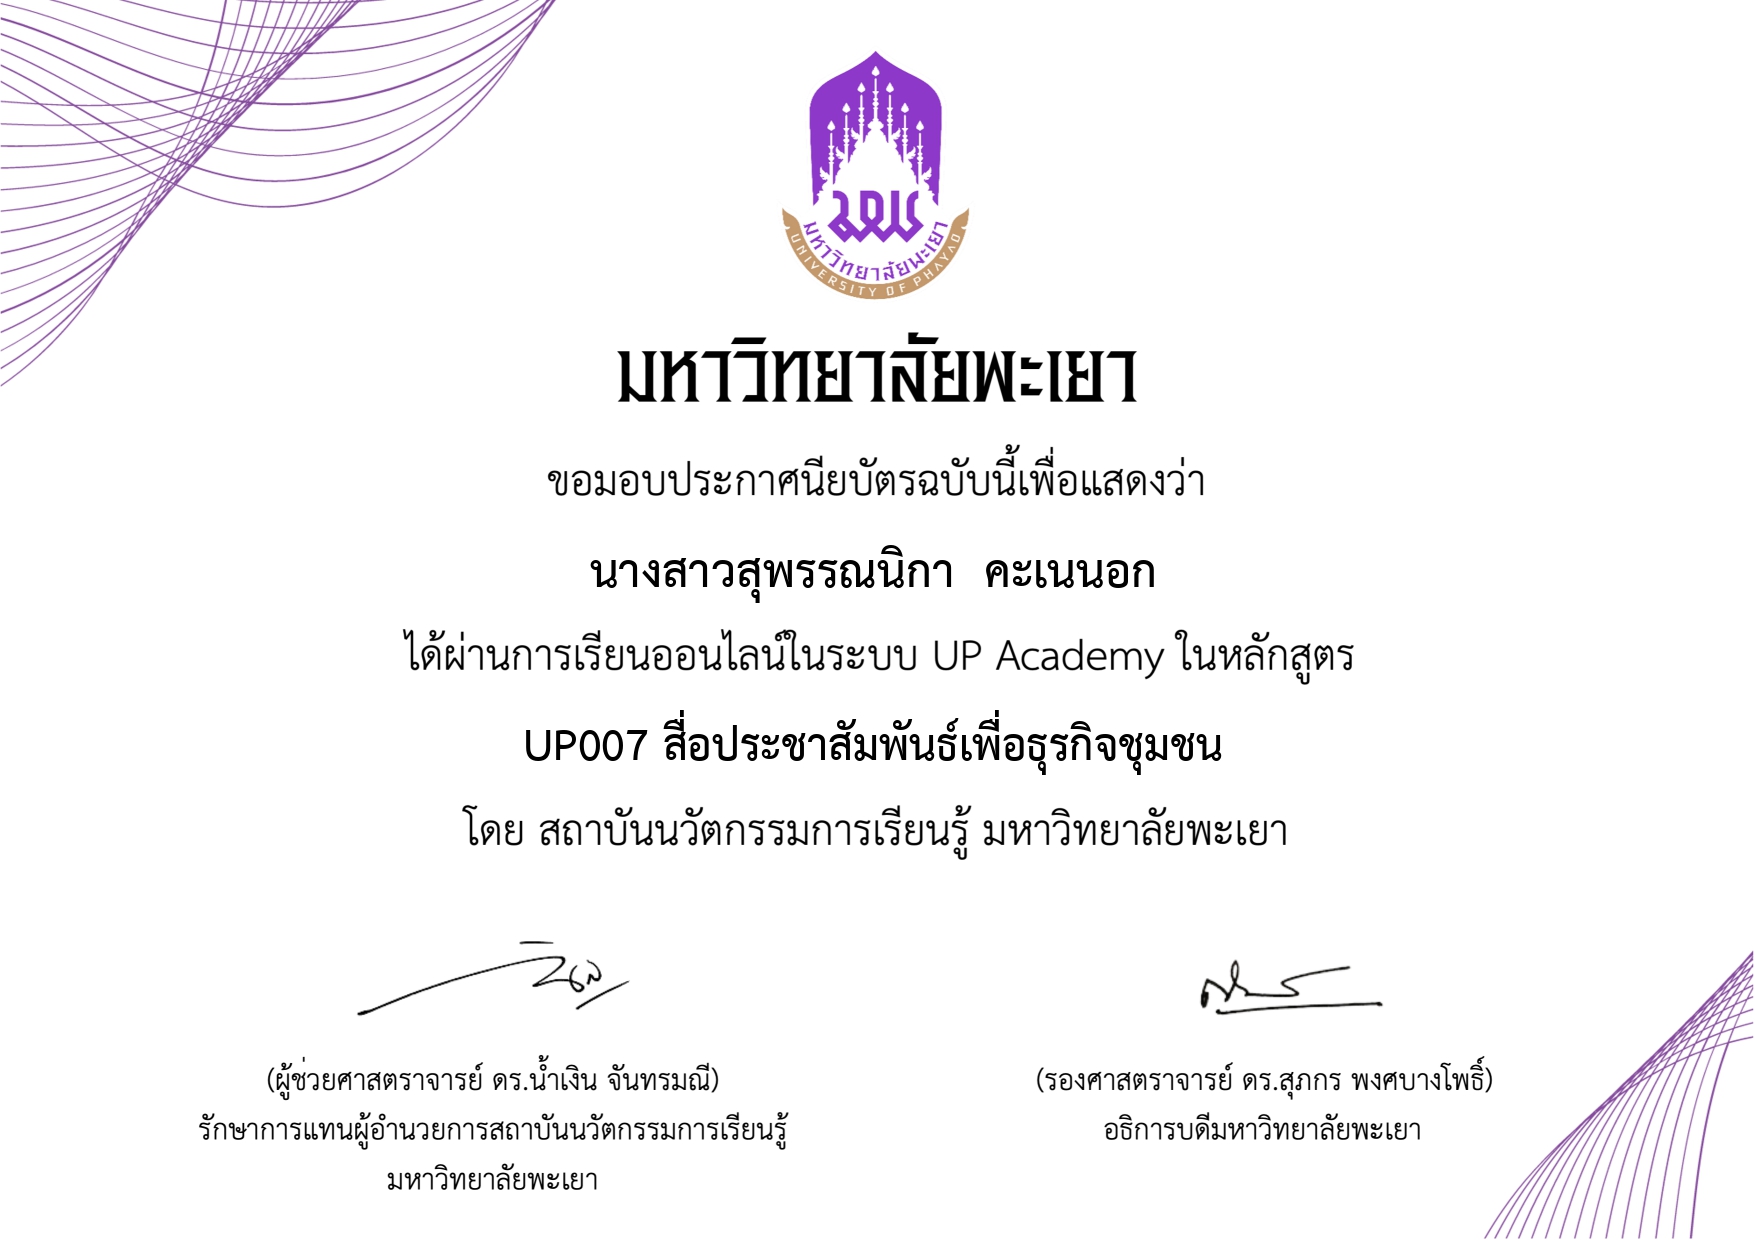 มพย
มหาวิทยาลัยพะเยา
UNIVERSITY OF PHAYAO
มหาวิทยาลัยพะเยา
ขอมอบประกาศนียบัตรฉบับนี้เพื่อแสดงว่า
นางสาวสุพรรณนิกา คะเนนอก
ได้ผ่านการเรียนออนไลน์ในระบบ UP Academy ในหลักสูตร
UP007 สื่อประชาสัมพันธ์เพื่อธุรกิจชุมชน
โดย สถาบันนวัตกรรมการเรียนรู้ มหาวิทยาลัยพะเยา
(ผู้ช่วยศาสตราจารย์ ดร.น้ำเงิน จันทรมณี)
รักษาการแทนผู้อำนวยการสถาบันนวัตกรรมการเรียนรู้
มหาวิทยาลัยพะเยา
(รองศาสตราจารย์ ดร.สุภกร พงศบางโพธิ์)
อธิการบดีมหาวิทยาลัยพะเยา